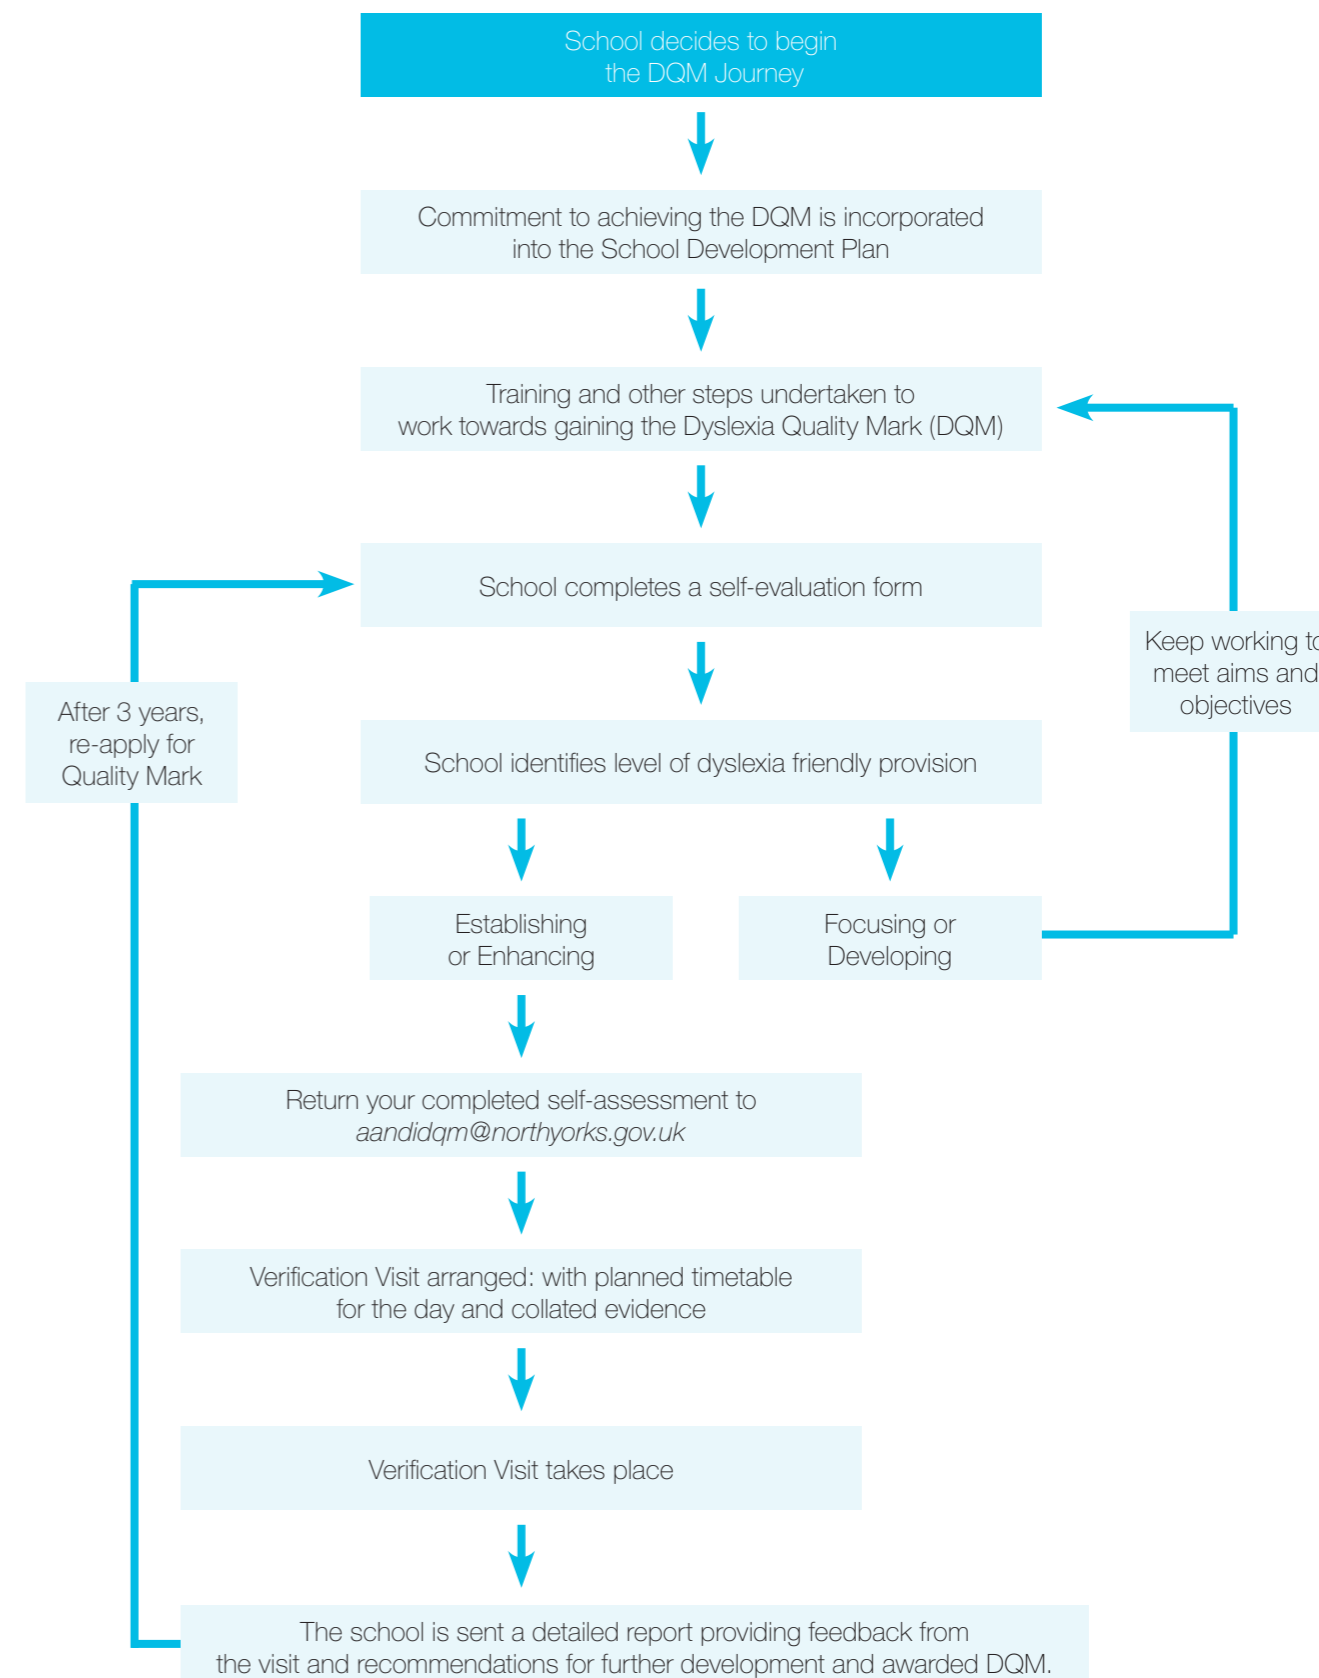 School decides to begin
the DQM Journey
Commitment to achieving the DQM is incorporated
into the School Development Plan
Training and other steps undertaken to
work towards gaining the Dyslexia Quality Mark (DQM)
School completes a self-evaluation form
Keep working to
meet aims and
objectives
After 3 years,
re-apply for
Quality Mark
School identifies level of dyslexia friendly provision
Establishing
or Enhancing
Focusing or
Developing
Return your completed self-assessment to
aandidqm@northyorks.gov.uk
Verification Visit arranged: with planned timetable
for the day and collated evidence
Verification Visit takes place
The school is sent a detailed report providing feedback from
the visit and recommendations for further development and awarded DQM.